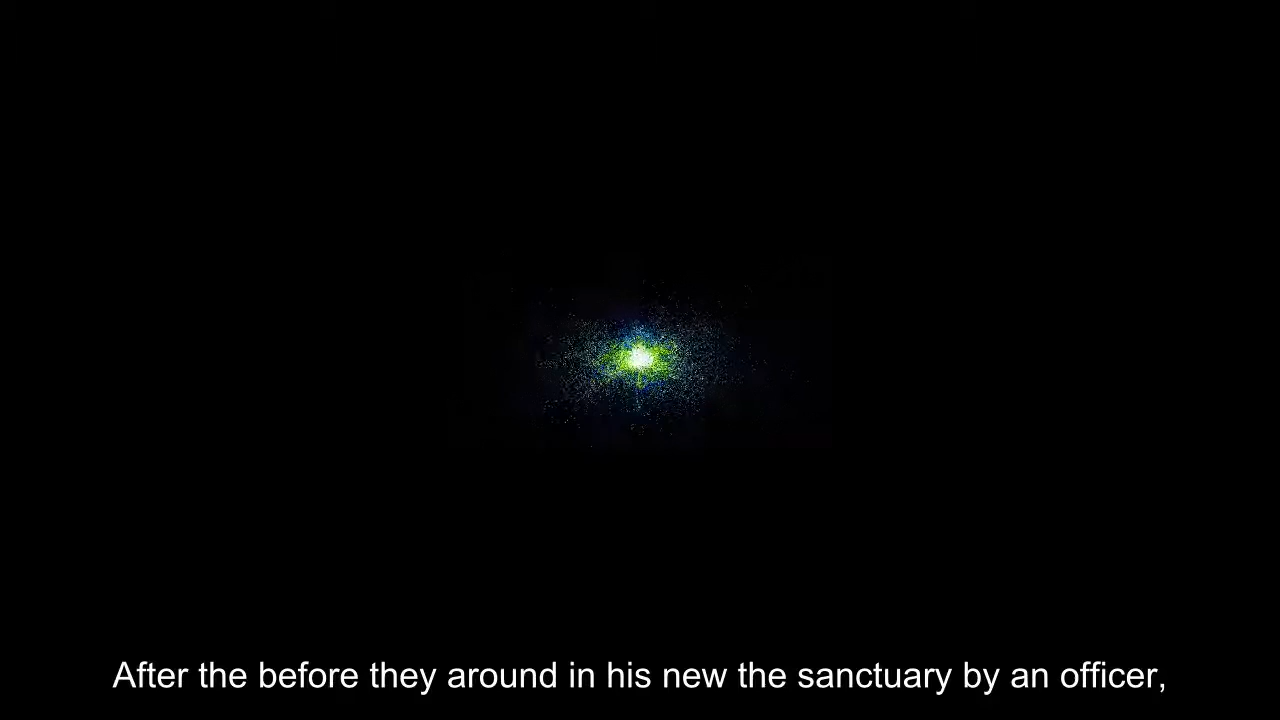 After the before they around in his new the sanctuary by an officer,